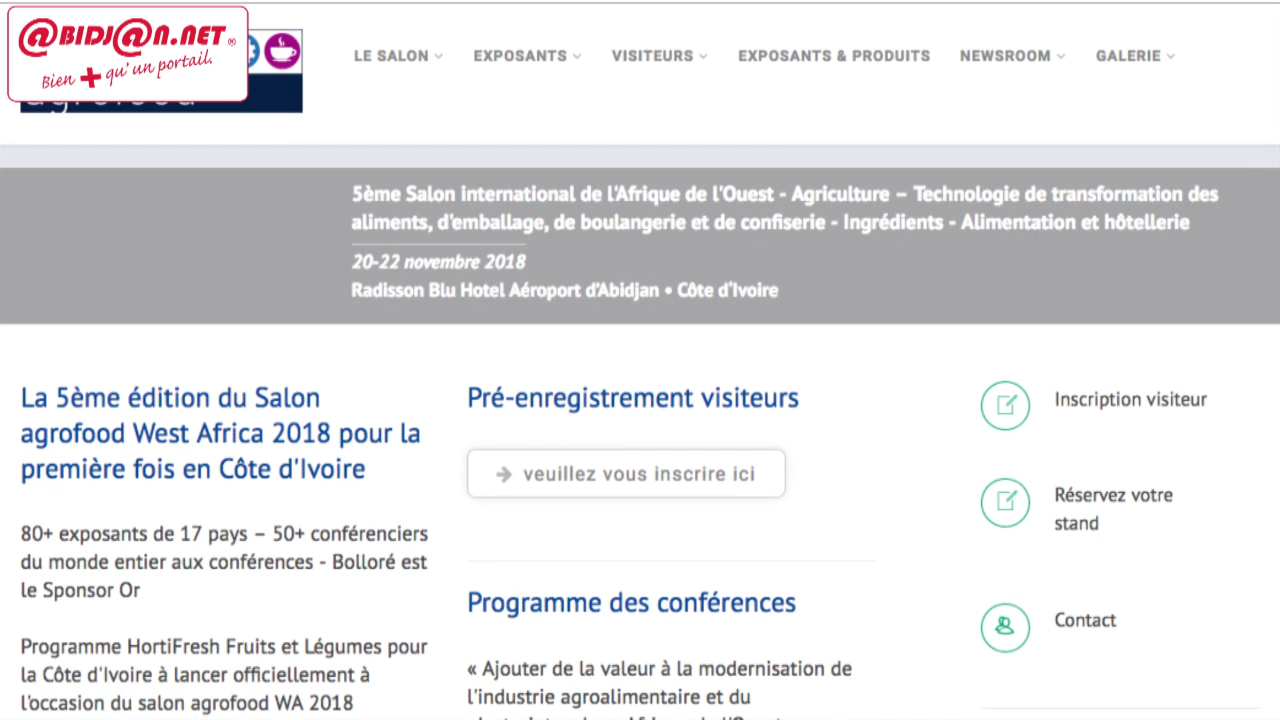 @BIDJ@N.NET®
Bien + qu'un portail.
agrofood
LE SALON
EXPOSANTS
VISITEURS
EXPOSANTS & PRODUITS
NEWSROOM
GALERIE
5ème Salon international de l'Afrique de l'Ouest - Agriculture – Technologie de transformation des
aliments, d'emballage, de boulangerie et de confiserie - Ingrédients - Alimentation et hôtellerie
20-22 novembre 2018
Radisson Blu Hotel Aéroport d'Abidjan • Côte d'Ivoire
La 5ème édition du Salon
agrofood West Africa 2018 pour la
première fois en Côte d'Ivoire
80+ exposants de 17 pays – 50+ conférenciers
du monde entier aux conférences - Bolloré est
le Sponsor Or
Programme HortiFresh Fruits et Légumes pour
la Côte d'Ivoire à lancer officiellement à
l'occasion du salon agrofood WA 2018
Pré-enregistrement visiteurs
veuillez vous inscrire ici
Programme des conférences
« Ajouter de la valeur à la modernisation de
l'industrie agroalimentaire et du
Inscription visiteur
Réservez votre
stand
Contact